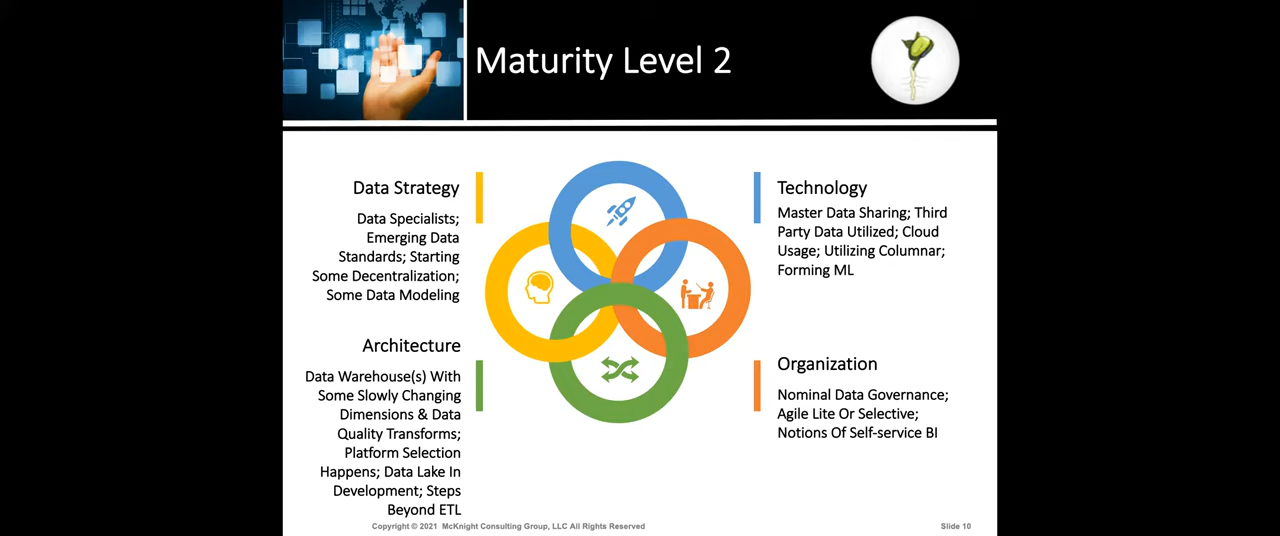 Maturity Level 2
Data Strategy
Data Specialists;
Emerging Data
Standards; Starting
Some Decentralization;
Some Data Modeling
Technology
Master Data Sharing; Third
Party Data Utilized; Cloud
Usage; Utilizing Columnar;
Forming ML
Architecture
Data Warehouse(s) With
Some Slowly Changing
Dimensions & Data
Quality Transforms;
Platform Selection
Happens; Data Lake In
Development; Steps
Beyond ETL
Organization
Nominal Data Governance;
Agile Lite Or Selective;
Notions Of Self-service BI
Copyright © 2021 McKnight Consulting Group, LLC All Rights Reserved
Slide 10